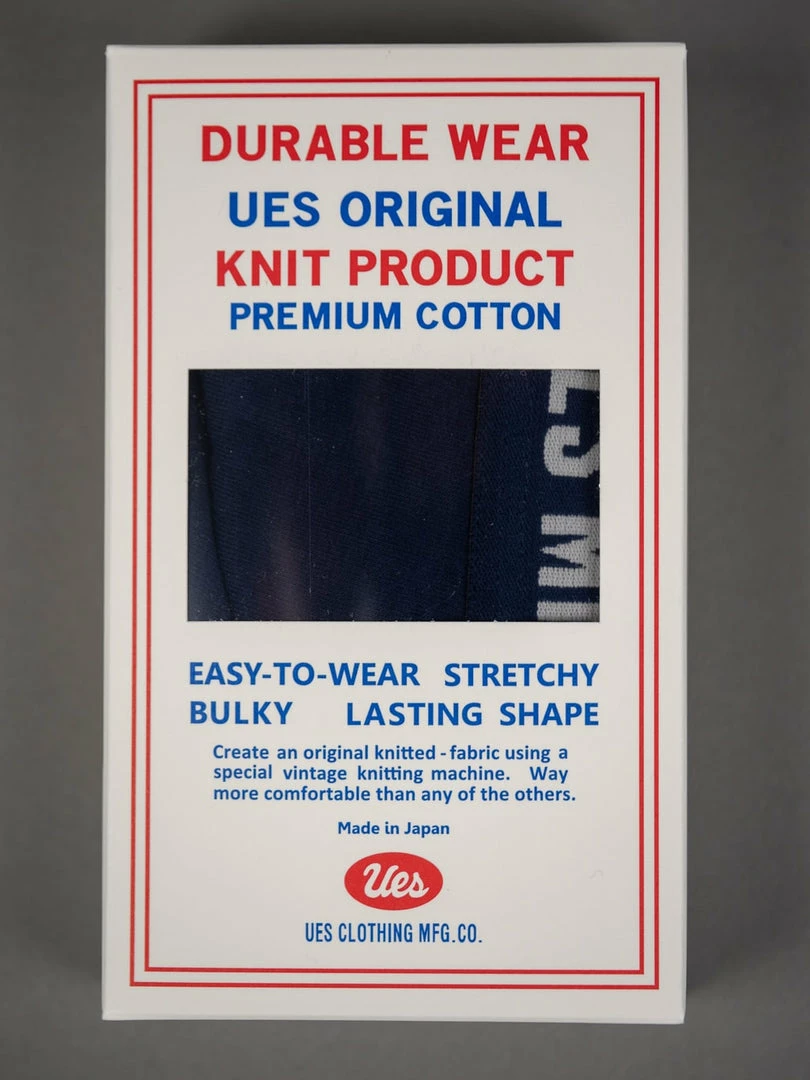 DURABLE WEAR
UES ORIGINAL
KNIT PRODUCT
PREMIUM COTTON
ES MI
EASY-TO-WEAR STRETCHY
BULKY LASTING SHAPE
Create an original knitted-fabric using a
special vintage knitting machine. Way
more comfortable than any of the others.
Made in Japan
Ues
UES CLOTHING MFG.CO.